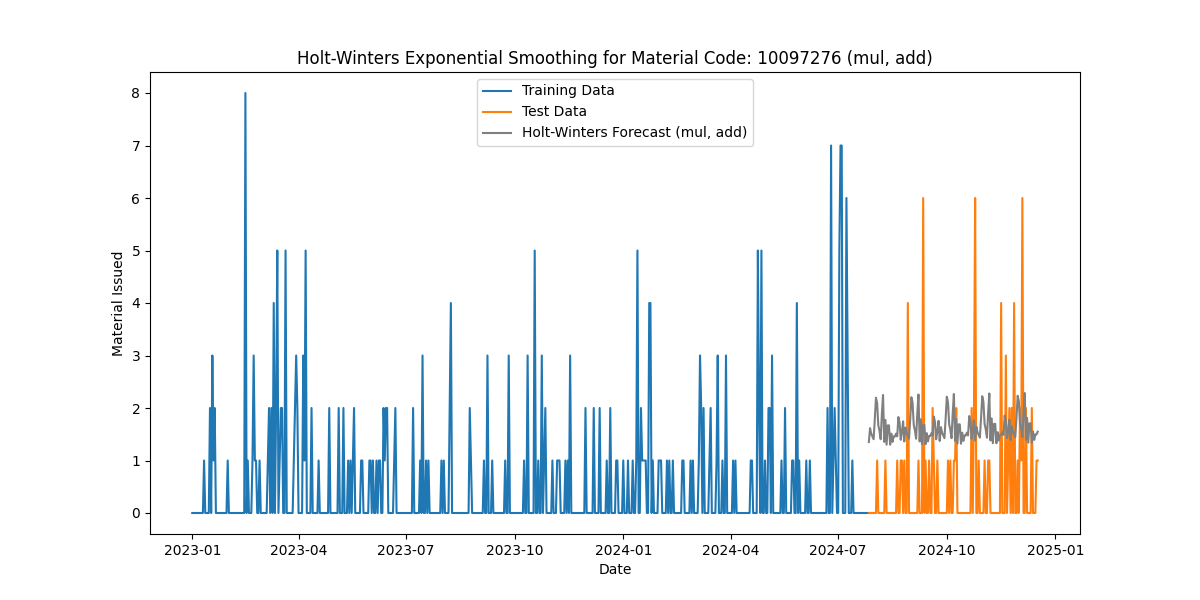 Holt-Winters Exponential Smoothing for Material Code: 10097276 (mul, add)
Training Data
Test Data
Holt-Winters Forecast (mul, add)
Material Issued
8
7
6
5
4
3
2
1
0
2023-01 2023-04 2023-07 2023-10 2024-01 2024-04 2024-07 2024-10 2025-01
Date